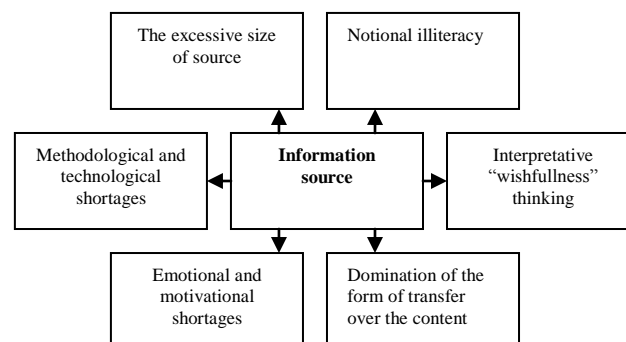 The excessive size
of source
Notional illiteracy
Methodological and
technological
shortages
Information
source
Interpretative
“wishfullness”
thinking
Emotional and
motivational
shortages
Domination of the
form of transfer
over the content